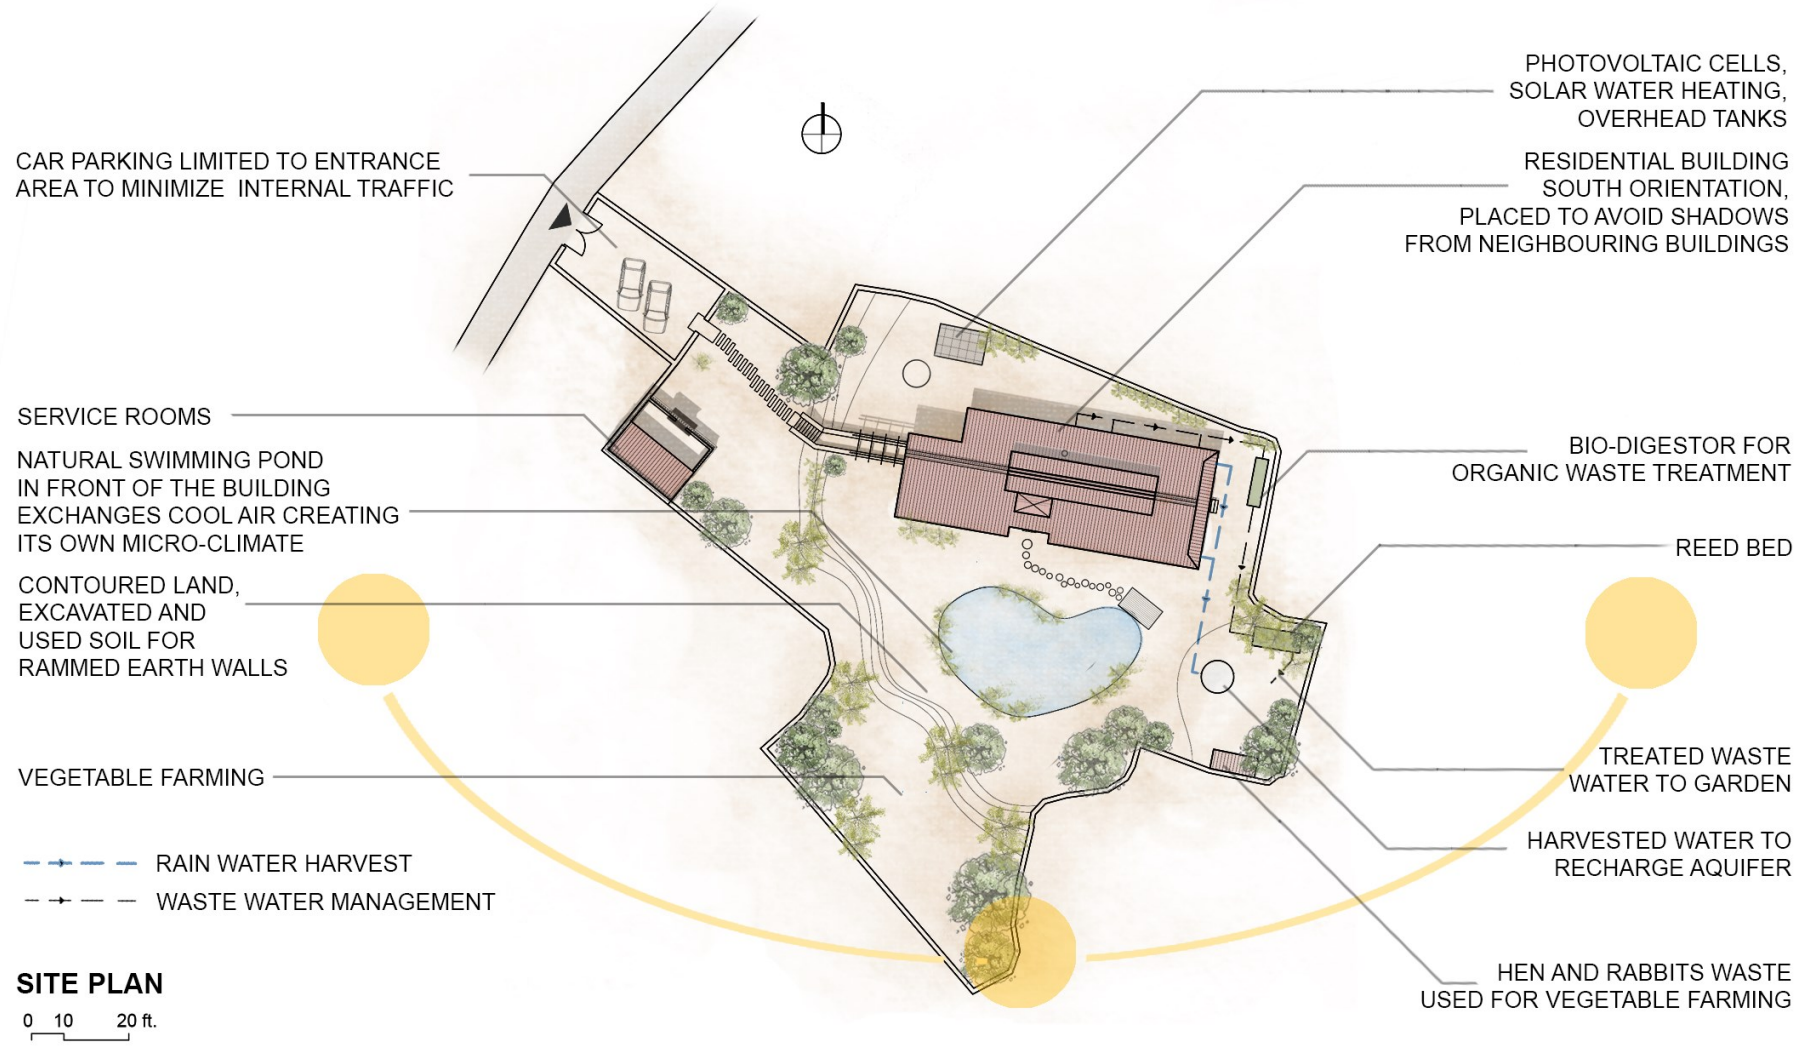 CAR PARKING LIMITED TO ENTRANCE
AREA TO MINIMIZE INTERNAL TRAFFIC
SERVICE ROOMS
NATURAL SWIMMING POND
IN FRONT OF THE BUILDING
EXCHANGES COOL AIR CREATING
ITS OWN MICRO-CLIMATE
CONTOURED LAND,
EXCAVATED AND
USED SOIL FOR
RAMMED EARTH WALLS
VEGETABLE FARMING
RAIN WATER HARVEST
WASTE WATER MANAGEMENT
SITE PLAN
0 10 20 ft.
PHOTOVOLTAIC CELLS,
SOLAR WATER HEATING,
OVERHEAD TANKS
RESIDENTIAL BUILDING
SOUTH ORIENTATION,
PLACED TO AVOID SHADOWS
FROM NEIGHBOURING BUILDINGS
BIO-DIGESTOR FOR
ORGANIC WASTE TREATMENT
REED BED
TREATED WASTE
WATER TO GARDEN
HARVESTED WATER TO
RECHARGE AQUIFER
HEN AND RABBITS WASTE
USED FOR VEGETABLE FARMING